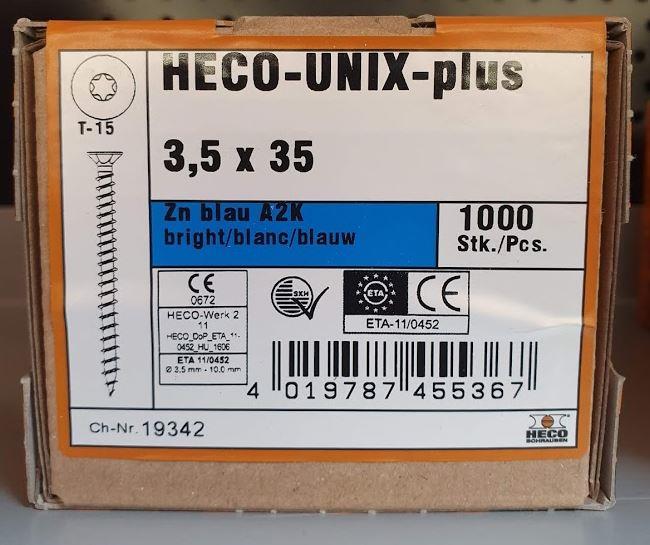 HECO-UNIX-plus
T-15
3,5 x 35
Zn blau A2K
bright/blanc/blauw
1000
Stk./Pcs.
CE
0672
HECO-Werk 2
11
HECO_DoP_ETA_11-
0452_HU_1606
ETA 11/0452
Ø 3.5 mm - 10.0 mm
SKH
ETA
CE
ETA-11/0452
4 019787 455367
Ch-Nr. 19342
HECO
SCHRAUBEN